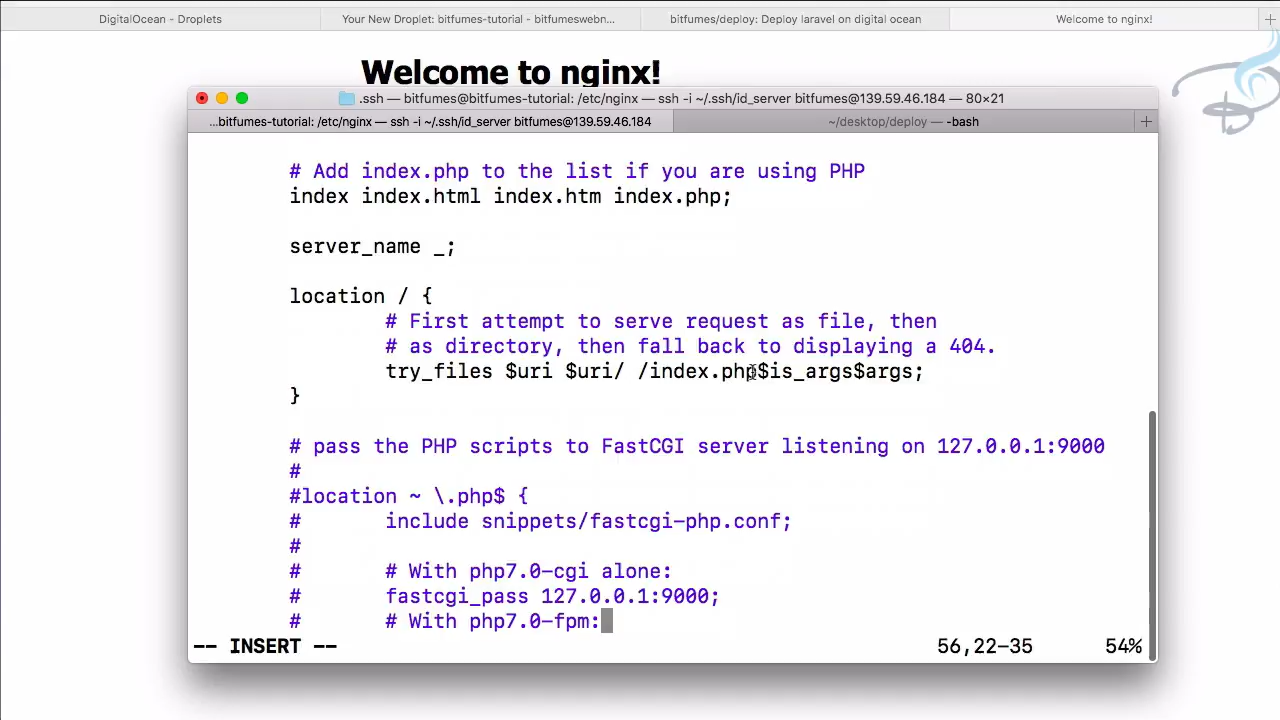 DigitalOcean - Droplets
Your New Droplet: bitfumes-tutorial - bitfumeswebn...
bitfumes/deploy: Deploy laravel on digital ocean
Welcome to nginx!
+
Welcome to nginx!
.ssh — bitfumes@bitfumes-tutorial: /etc/nginx — ssh -i ~/.ssh/id_server bitfumes@139.59.46.184 — 80×21
...bitfumes-tutorial: /etc/nginx — ssh -i ~/.ssh/id_server bitfumes@139.59.46.184
~/desktop/deploy — -bash
+
# Add index.php to the list if you are using PHP
index index.html index.htm index.php;
server_name _;
location / {
# First attempt to serve request as file, then
# as directory, then fall back to displaying a 404.
try_files $uri $uri/ /index.php$is_args$args;
}
# pass the PHP scripts to FastCGI server listening on 127.0.0.1:9000
#
#location ~ \.php$ {
#       include snippets/fastcgi-php.conf;
#
#       # With php7.0-cgi alone:
#       fastcgi_pass 127.0.0.1:9000;
#       # With php7.0-fpm:
-- INSERT --
56,22-35
54%